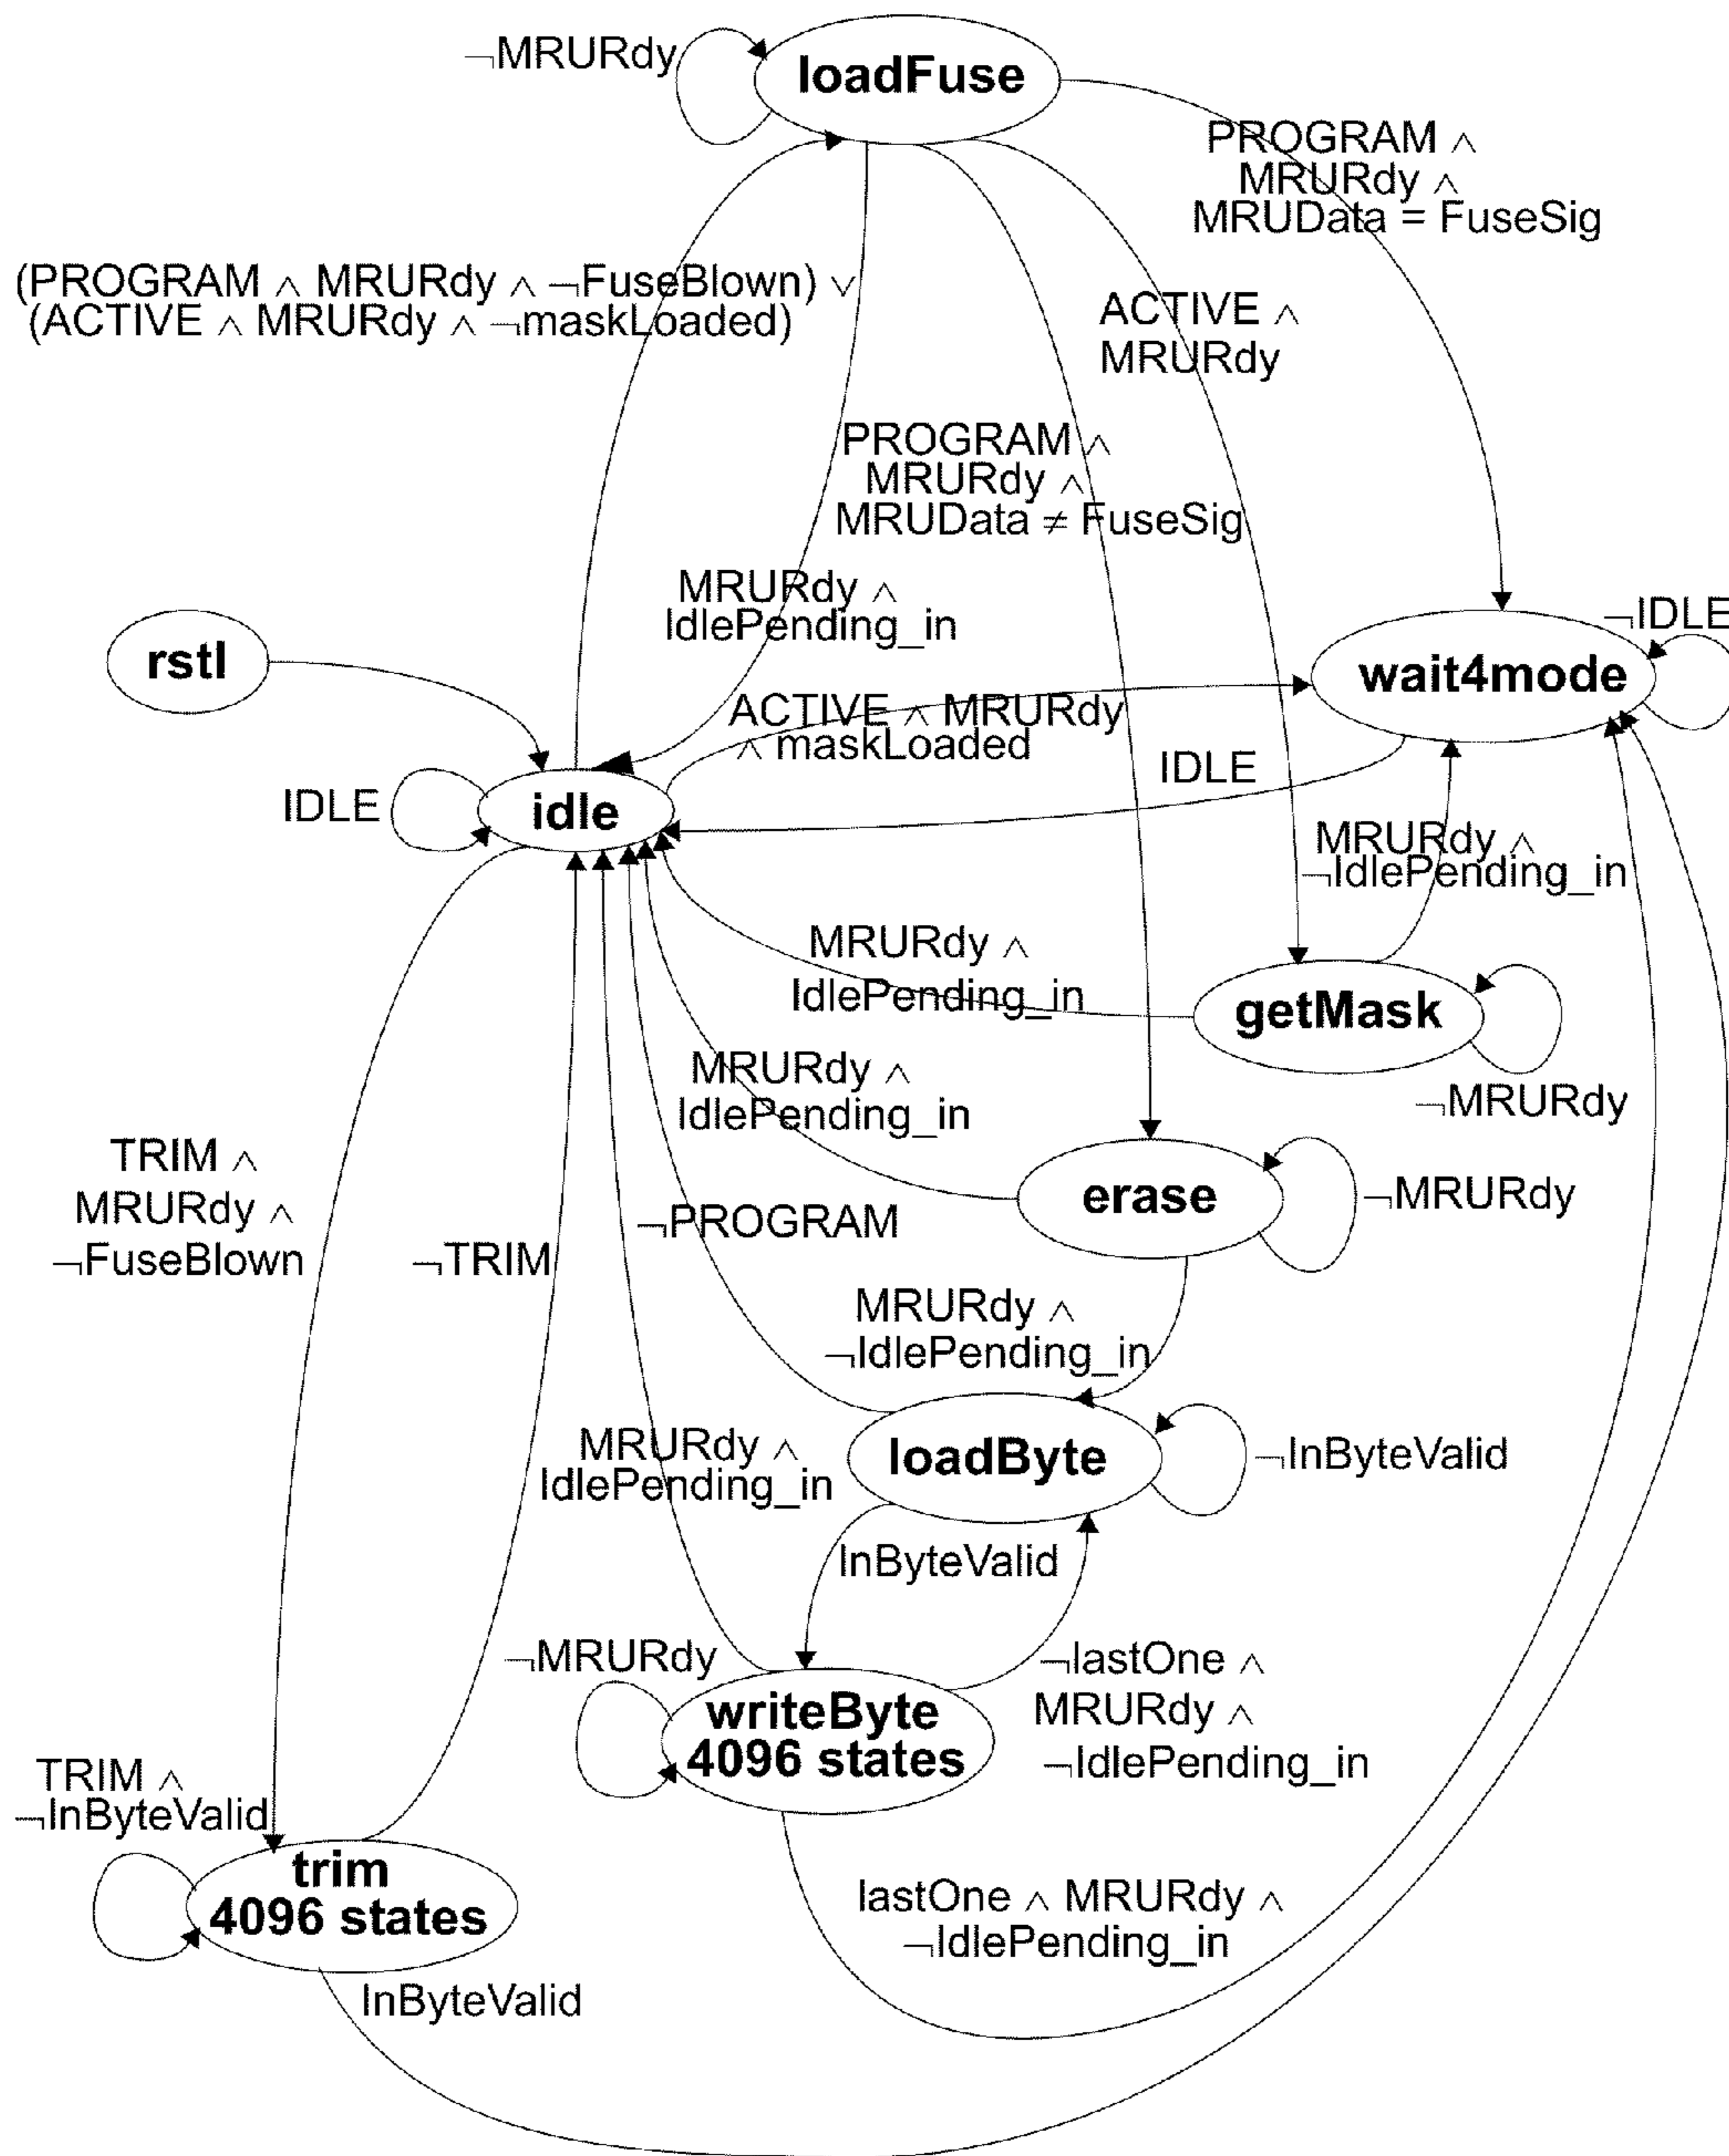 ¬MRURdy
loadFuse
PROGRAM ∧
MRURdy ∧
MRUData = FuseSig
(PROGRAM ∧ MRURdy ∧ ¬FuseBlown) ∨
(ACTIVE ∧ MRURdy ∧ ¬maskLoaded)
ACTIVE ∧
MRURdy
PROGRAM ∧
MRURdy ∧
MRUData ≠ FuseSig
MRURdy ∧
IdlePending_in
¬IDLE
rstl
wait4mode
ACTIVE ∧ MRURdy
∧ maskLoaded
IDLE
IDLE
idle
MRURdy ∧
¬IdlePending_in
MRURdy ∧
IdlePending_in
getMask
¬MRURdy
MRURdy ∧
IdlePending_in
TRIM ∧
MRURdy ∧
¬FuseBlown
¬TRIM
¬PROGRAM
erase
¬MRURdy
MRURdy ∧
¬IdlePending_in
MRURdy ∧
IdlePending_in
loadByte
¬InByteValid
InByteValid
¬MRURdy
writeByte
4096 states
¬lastOne ∧
MRURdy ∧
¬IdlePending_in
TRIM ∧
¬InByteValid
trim
4096 states
lastOne ∧ MRURdy ∧
¬IdlePending_in
InByteValid